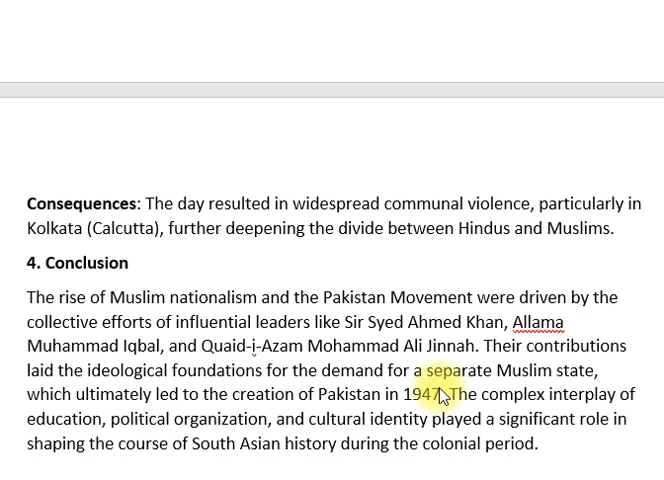 Consequences: The day resulted in widespread communal violence, particularly in
Kolkata (Calcutta), further deepening the divide between Hindus and Muslims.
4. Conclusion
The rise of Muslim nationalism and the Pakistan Movement were driven by the
collective efforts of influential leaders like Sir Syed Ahmed Khan, Allama
Muhammad Iqbal, and Quaid-i-Azam Mohammad Ali Jinnah. Their contributions
laid the ideological foundations for the demand for a separate Muslim state,
which ultimately led to the creation of Pakistan in 1947. The complex interplay of
education, political organization, and cultural identity played a significant role in
shaping the course of South Asian history during the colonial period.